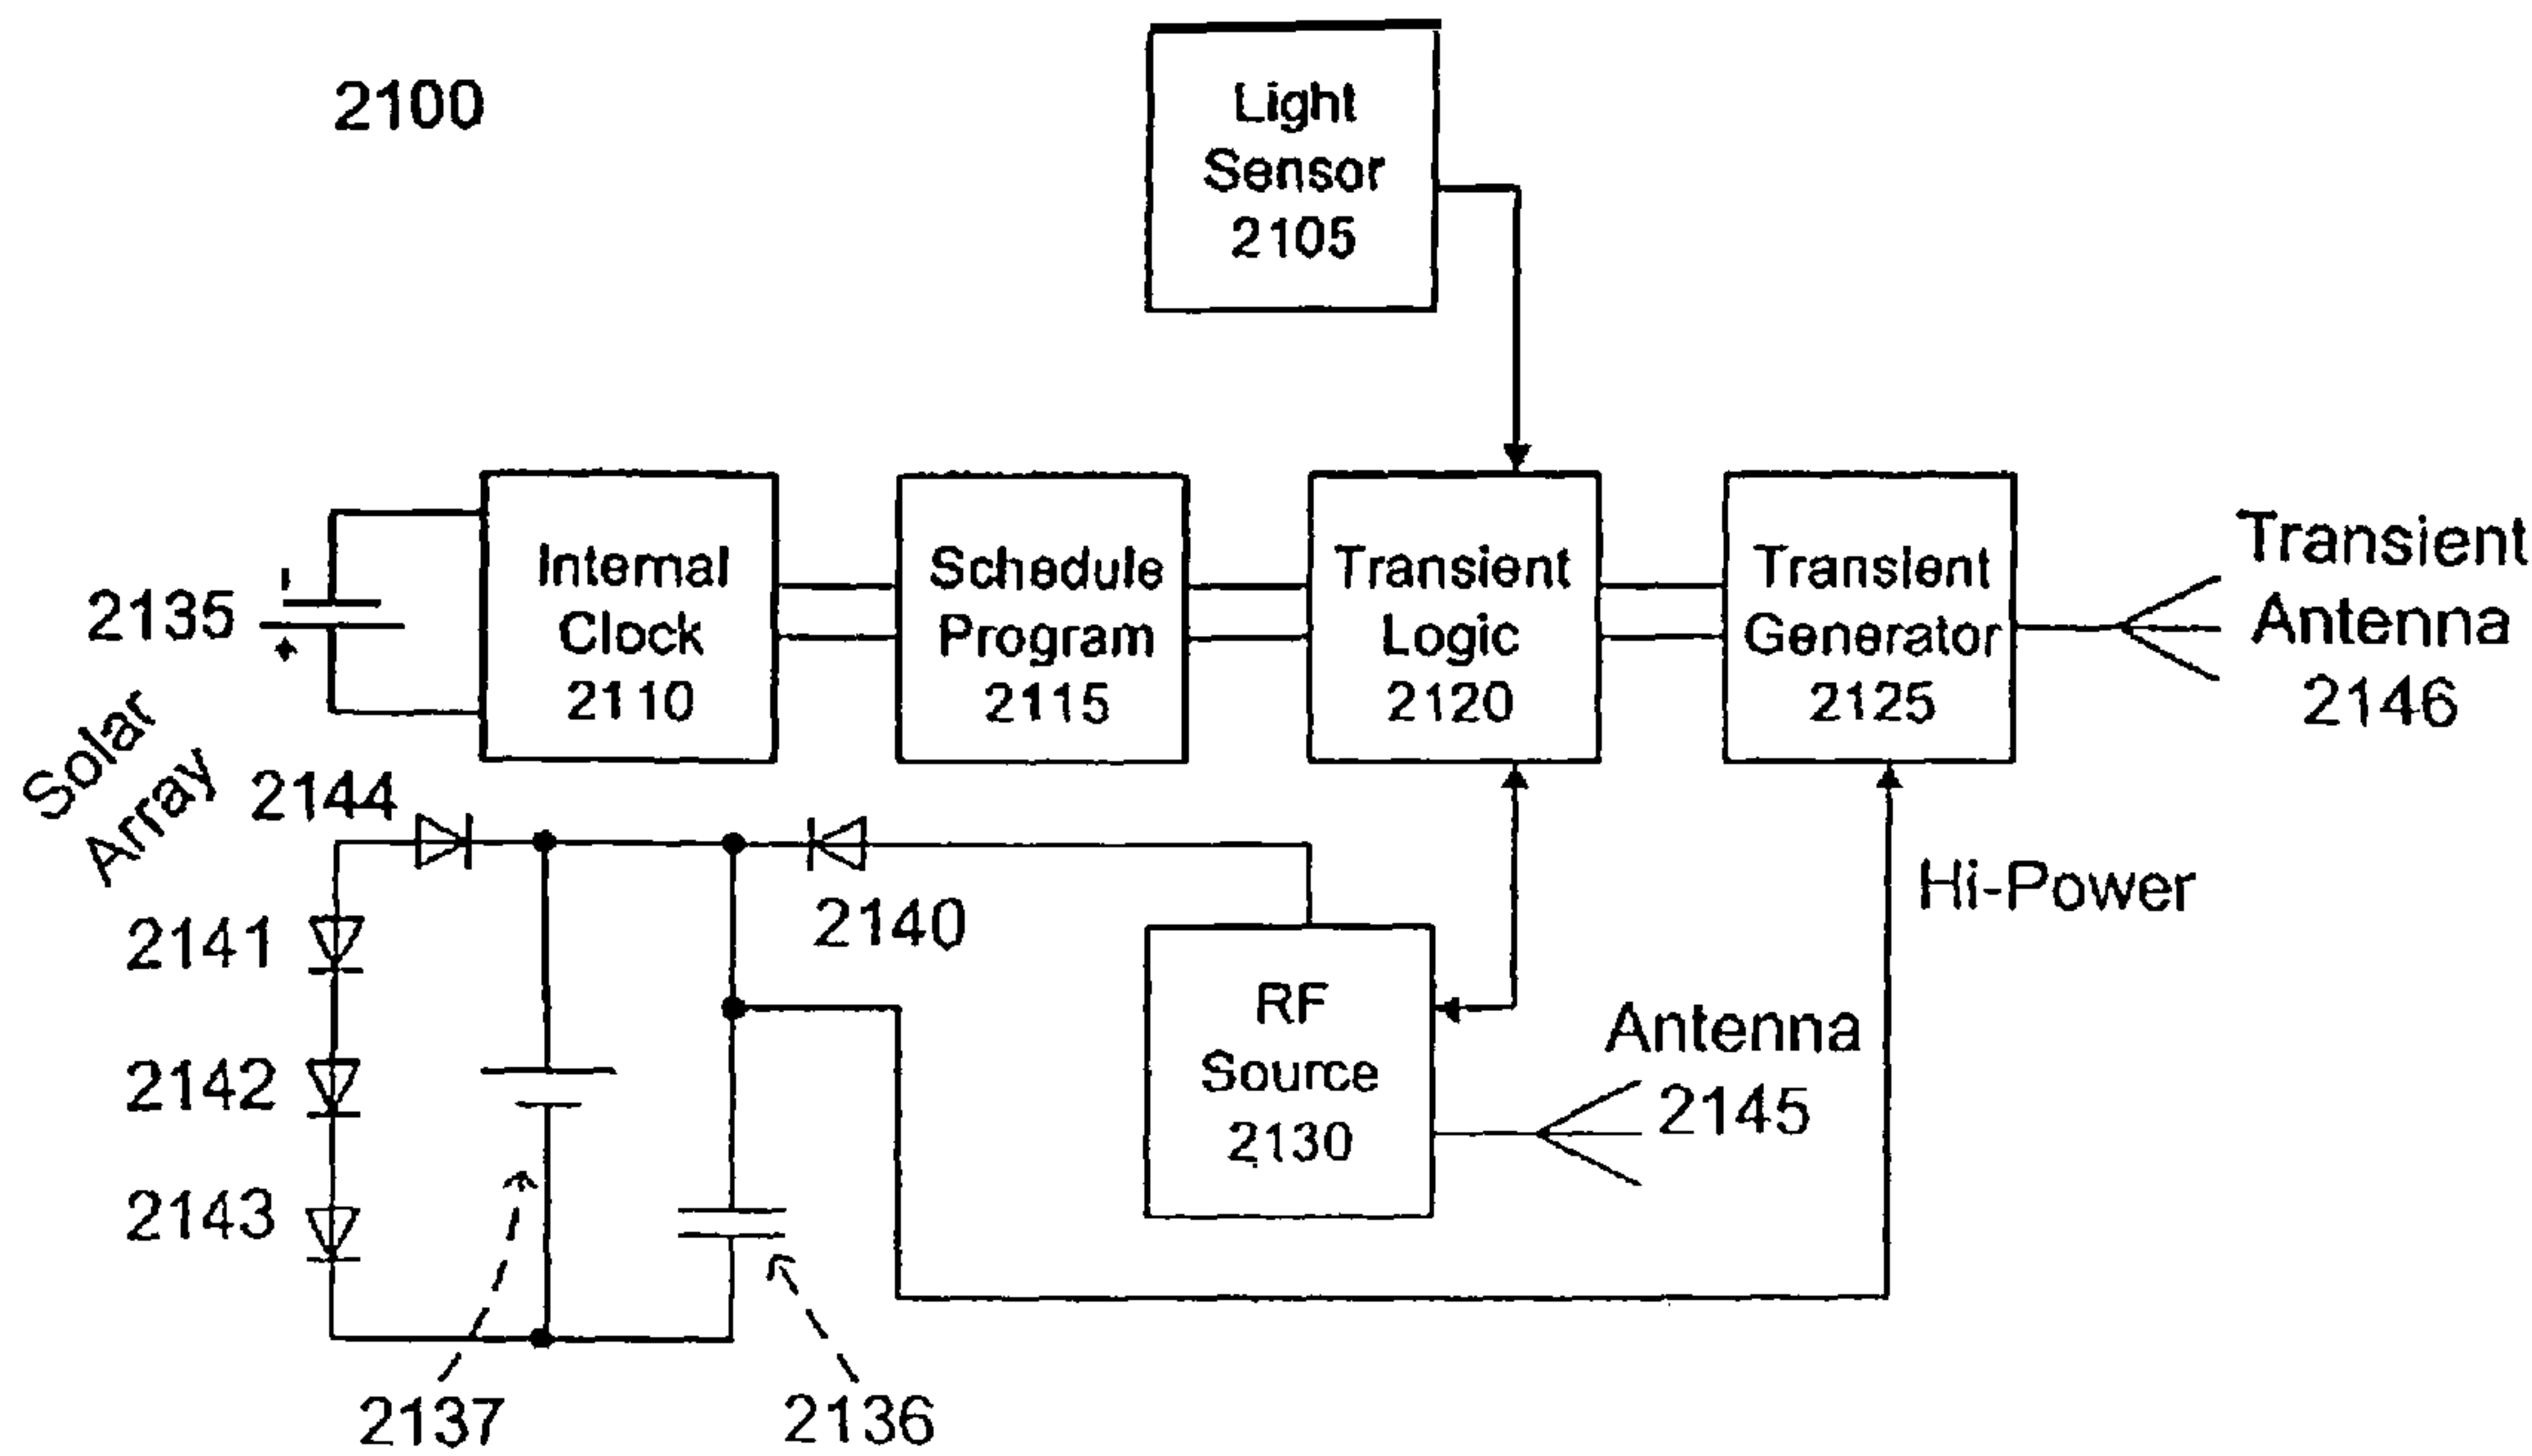 2100
Light
Sensor
2105
2135
Internal
Clock
2110
Schedule
Program
2115
Transient
Logic
2120
Transient
Generator
2125
Transient
Antenna
2146
Solar
Array
2144
2141
2142
2143
2140
RF
Source
2130
Antenna
2145
Hi-Power
2137
2136